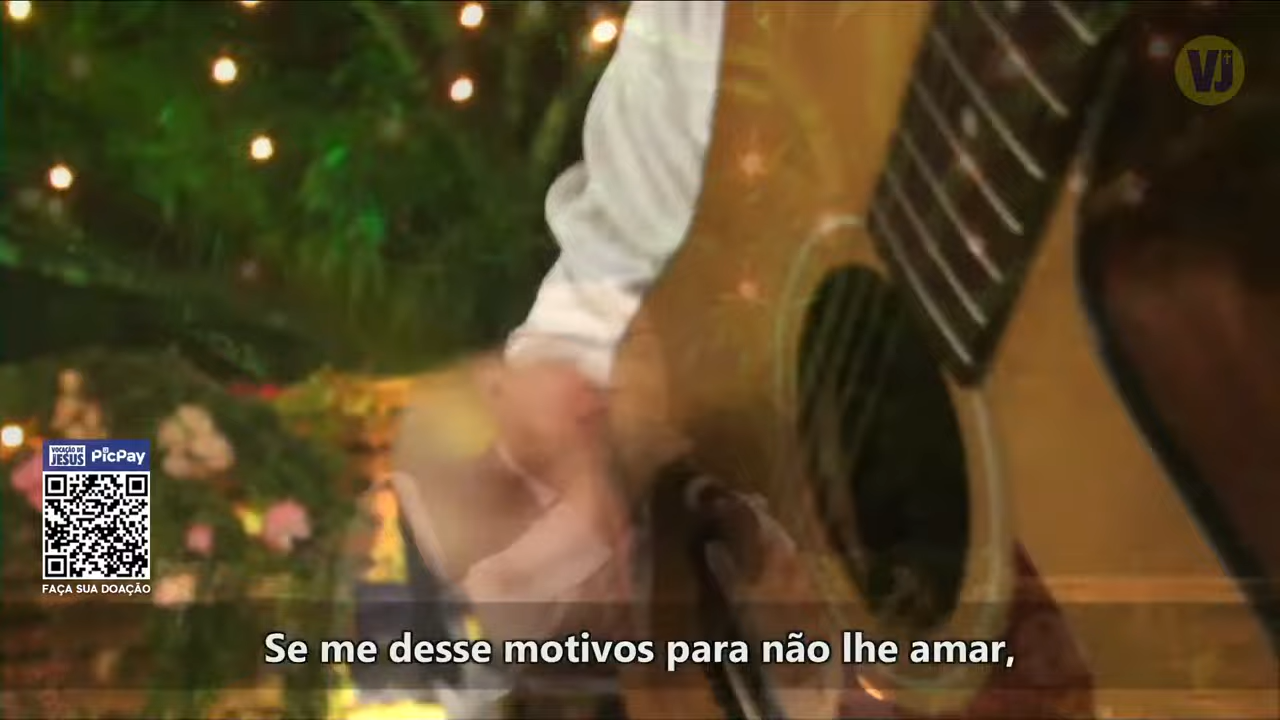 VJ
VOCAÇÃO DE
JESUS
PicPay
FAÇA SUA DOAÇÃO
Se me desse motivos para não lhe amar,